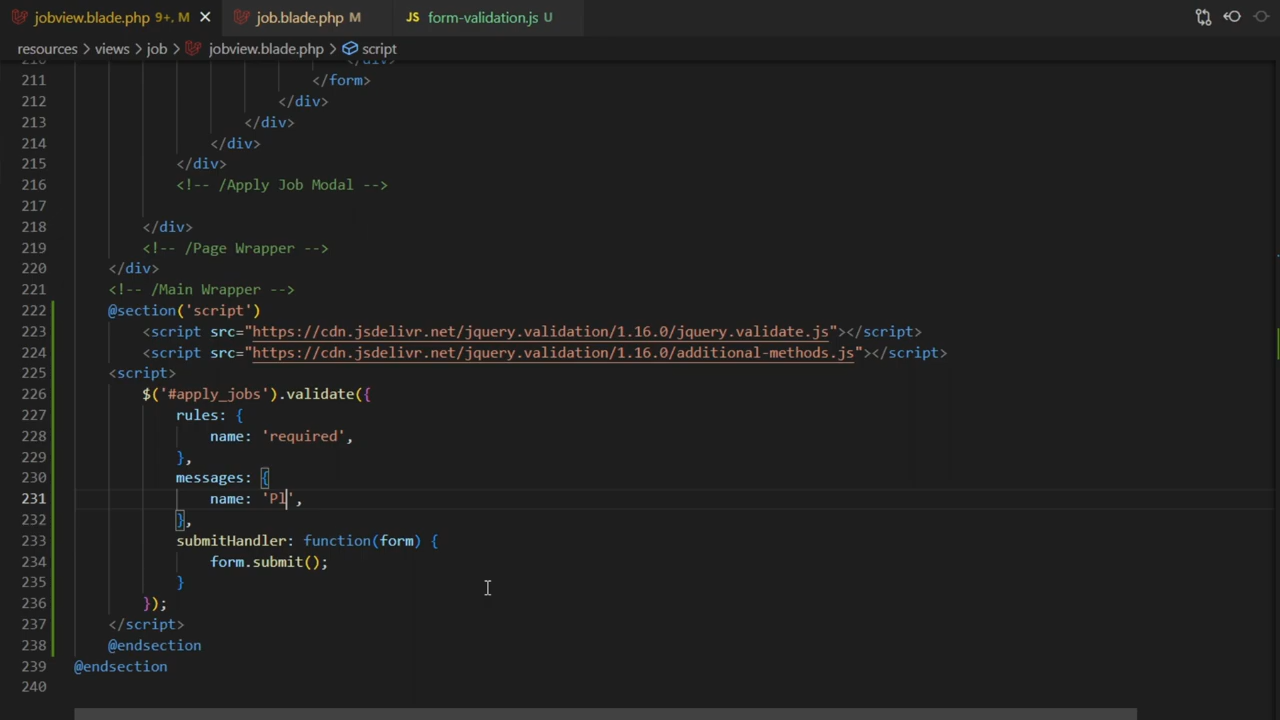 jobview.blade.php 9+, M
job.blade.php M
JS form-validation.js U
resources > views > job > jobview.blade.php > script
210 </div>
211 </form>
212 </div>
213 </div>
214 </div>
215 </div>
216 <!-- /Apply Job Modal -->
217
218 </div>
219 <!-- /Page Wrapper -->
220 </div>
221 <!-- /Main Wrapper -->
222 @section('script')
223 <script src="https://cdn.jsdelivr.net/jquery.validation/1.16.0/jquery.validate.js"></script>
224 <script src="https://cdn.jsdelivr.net/jquery.validation/1.16.0/additional-methods.js"></script>
225 <script>
226 $('#apply_jobs').validate({
227 rules: {
228 name: 'required',
229 },
230 messages: {
231 name: 'Pl',
232 },
233 submitHandler: function(form) {
234 form.submit();
235 }
236 });
237 </script>
238 @endsection
239 @endsection
240